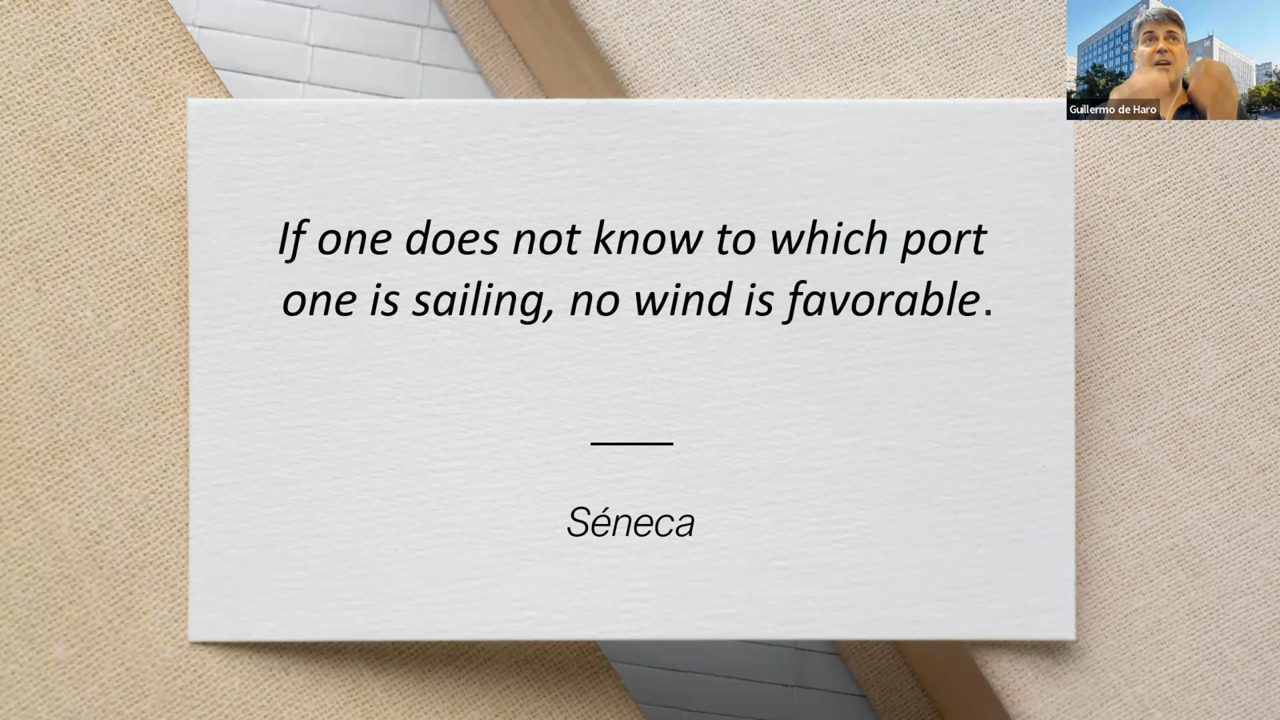 Guillermo de Haro
If one does not know to which port
one is sailing, no wind is favorable.
Séneca